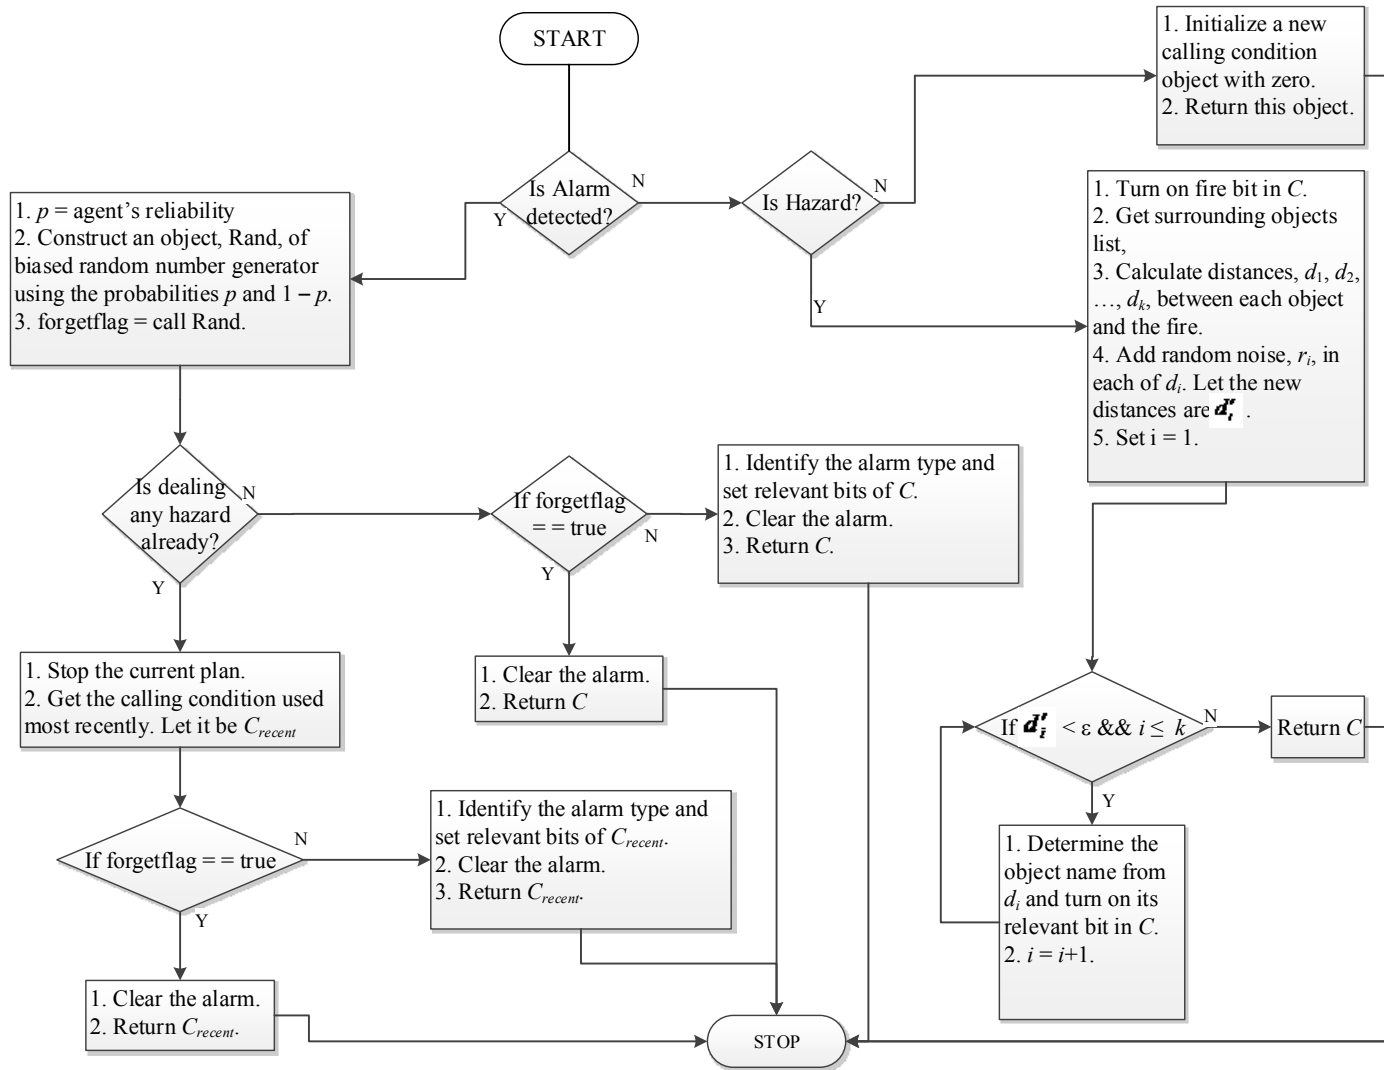 START
Is Alarm
detected?
N
Y
Is Hazard?
N
Y
1. Initialize a new
calling condition
object with zero.
2. Return this object.
1. p = agent's reliability
2. Construct an object, Rand, of
biased random number generator
using the probabilities p and 1 – p.
3. forgetflag = call Rand.
1. Turn on fire bit in C.
2. Get surrounding objects
list,
3. Calculate distances, d₁, d₂,
…, dₖ, between each object
and the fire.
4. Add random noise, rᵢ, in
each of dᵢ. Let the new
distances are d'ᵢ .
5. Set i = 1.
Is dealing
any hazard
already?
N
Y
If forgetflag
= = true
N
Y
1. Identify the alarm type and
set relevant bits of C.
2. Clear the alarm.
3. Return C.
1. Clear the alarm.
2. Return C
1. Stop the current plan.
2. Get the calling condition used
most recently. Let it be C_recent
If forgetflag = = true
N
Y
1. Identify the alarm type and
set relevant bits of C_recent.
2. Clear the alarm.
3. Return C_recent.
1. Clear the alarm.
2. Return C_recent.
If d'ᵢ < ε && i ≤ k
N
Y
Return C
1. Determine the
object name from
dᵢ and turn on its
relevant bit in C.
2. i = i+1.
STOP